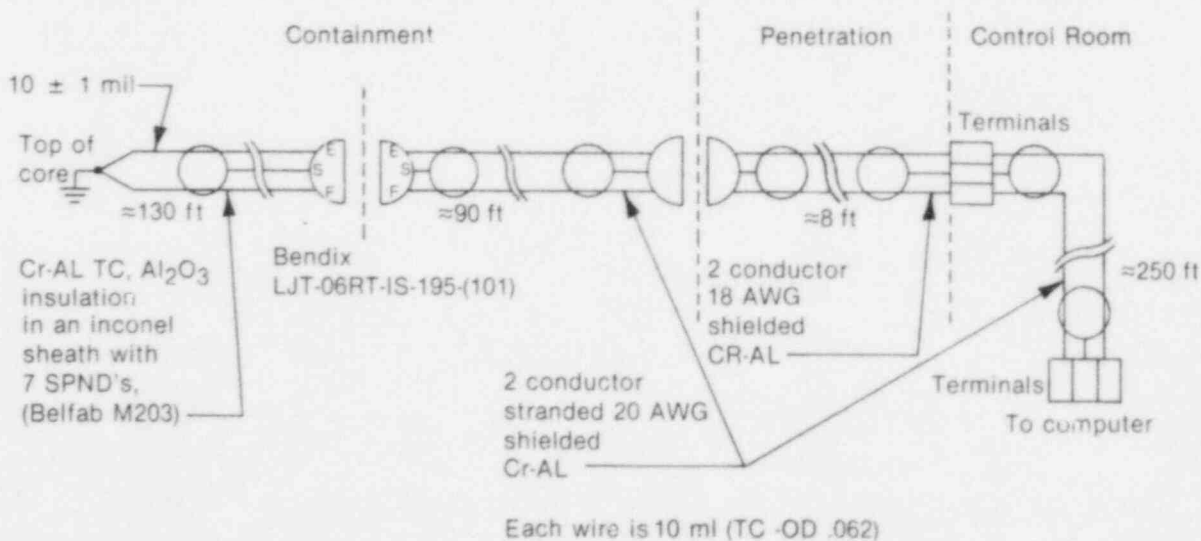 Containment
Penetration
Control Room
10 ± 1 mil
Terminals
Top of
core
E
S
F
E
S
F
≈130 ft
≈90 ft
≈8 ft
≈250 ft
Cr-AL TC, Al₂O₃
insulation
in an inconel
sheath with
7 SPND's,
(Belfab M203)
Bendix
LJT-06RT-IS-195-(101)
2 conductor
stranded 20 AWG
shielded
Cr-AL
2 conductor
18 AWG
shielded
CR-AL
Terminals
To computer
Each wire is 10 ml (TC -OD .062)